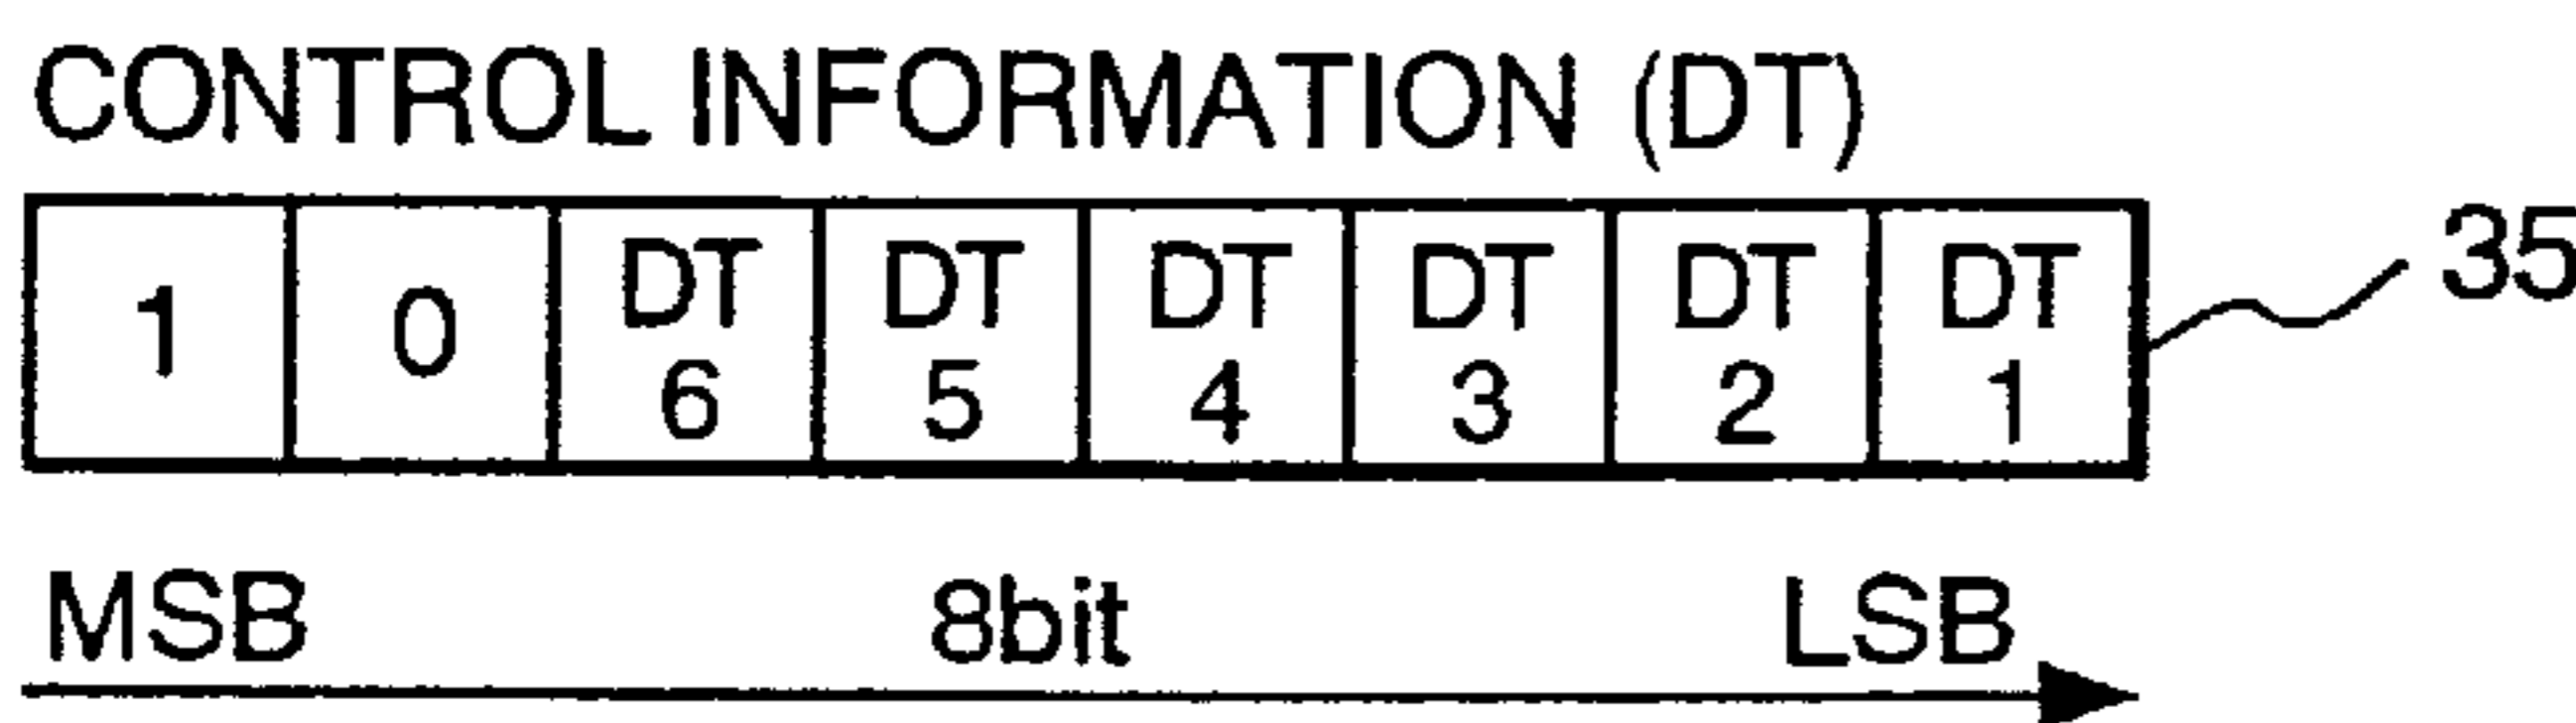 CONTROL INFORMATION (DT)
1 0 DT 6 DT 5 DT 4 DT 3 DT 2 DT 1 35
MSB 8bit LSB